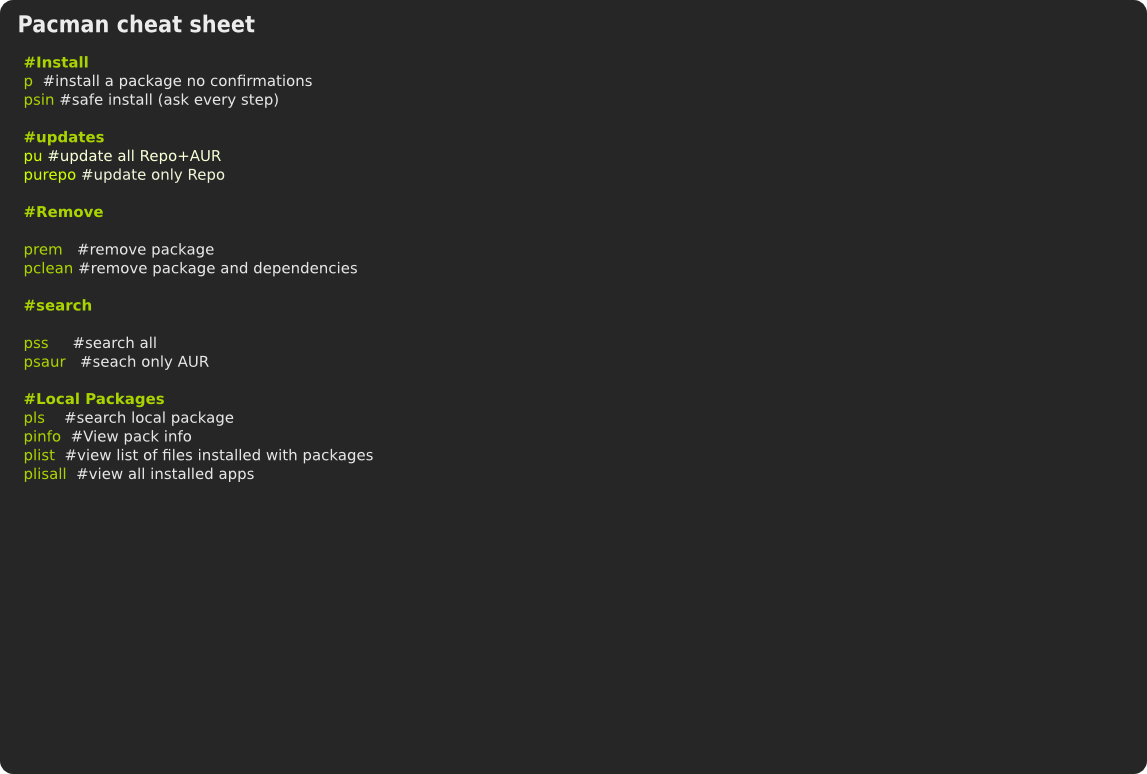 Pacman cheat sheet
#Install
p #install a package no confirmations
psin #safe install (ask every step)
#updates
pu #update all Repo+AUR
purepo #update only Repo
#Remove
prem #remove package
pclean #remove package and dependencies
#search
pss #search all
psaur #seach only AUR
#Local Packages
pls #search local package
pinfo #View pack info
plist #view list of files installed with packages
plisall #view all installed apps